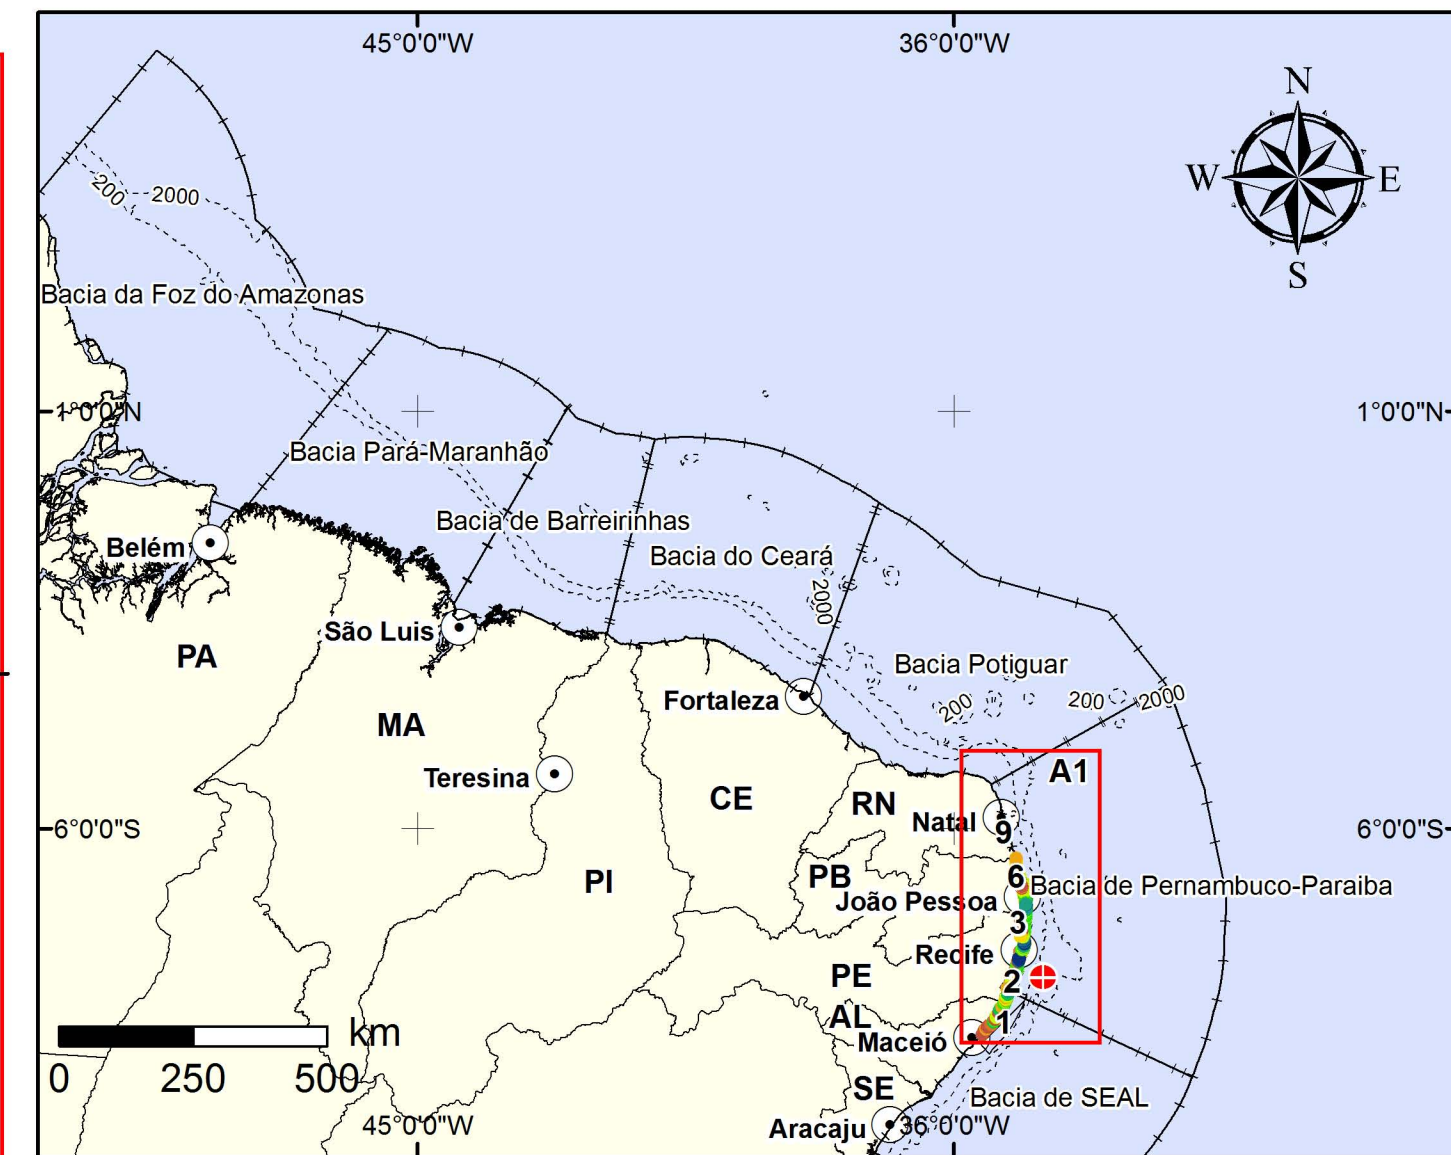 45°0'0"W
36°0'0"W
N
W
E
S
200
2000
Bacia da Foz do Amazonas
1°0'0"N
1°0'0"N
Bacia Pará-Maranhão
Bacia de Barreirinhas
Belém
Bacia do Ceará
2000
São Luis
PA
Bacia Potiguar
Fortaleza
200
200
2000
MA
Teresina
A1
CE
RN
Natal
9
6°0'0"S
6°0'0"S
PI
PB
6
Bacia de Pernambuco-Paraiba
João Pessoa
3
Recife
PE
2
AL
1
km
Maceió
0
250
500
SE
Bacia de SEAL
45°0'0"W
Aracaju
36°0'0"W